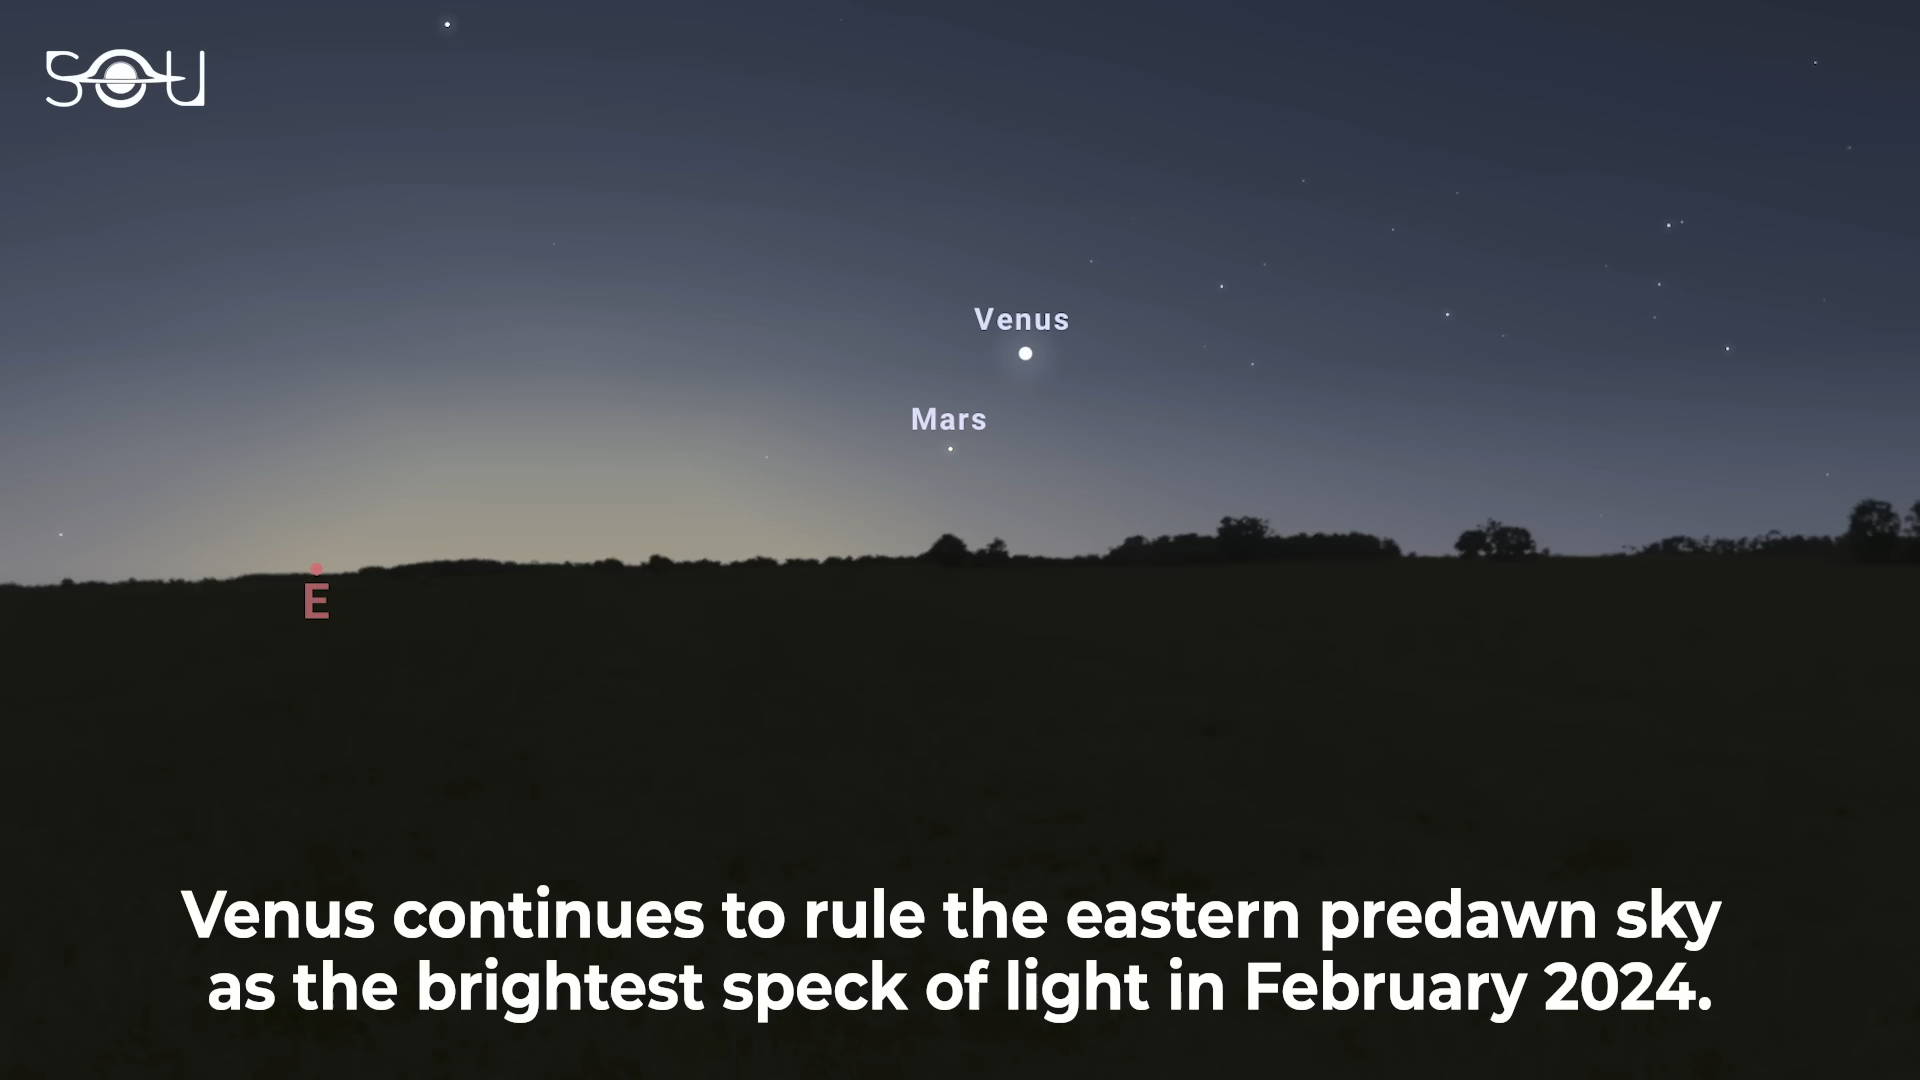 SOU
Venus
Mars
E
Venus continues to rule the eastern predawn sky
as the brightest speck of light in February 2024.